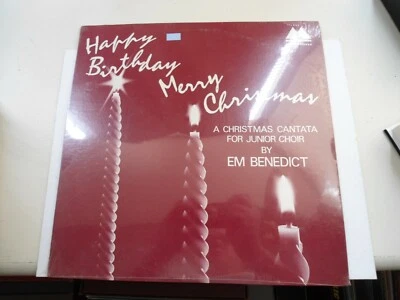 Happy
Birthday
Merry
Christmas
A CHRISTMAS CANTATA
FOR JUNIOR CHOIR
BY
EM BENEDICT